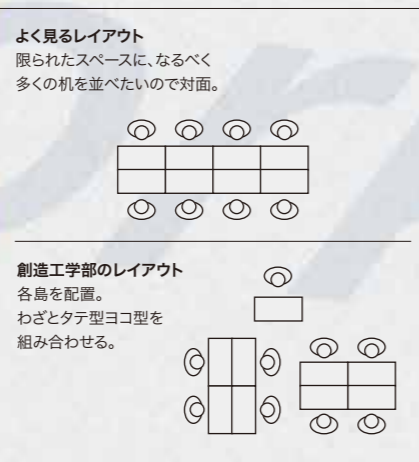 よく見るレイアウト
限られたスペースに、なるべく
多くの机を並べたいので対面。
創造工学部のレイアウト
各島を配置。
わざとタテ型ヨコ型を
組み合わせる。